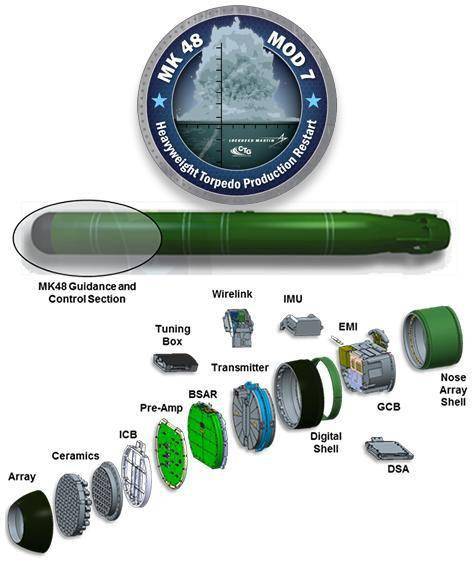 MK 48 MOD 7
Heavyweight Torpedo Production Restart
LOCKHEED MARTIN
CTG
MK48 Guidance and
Control Section
Wirelink
IMU
Tuning
Box
EMI
Transmitter
Nose
Array
Shell
BSAR
Pre-Amp
GCB
ICB
Digital
Shell
Ceramics
DSA
Array